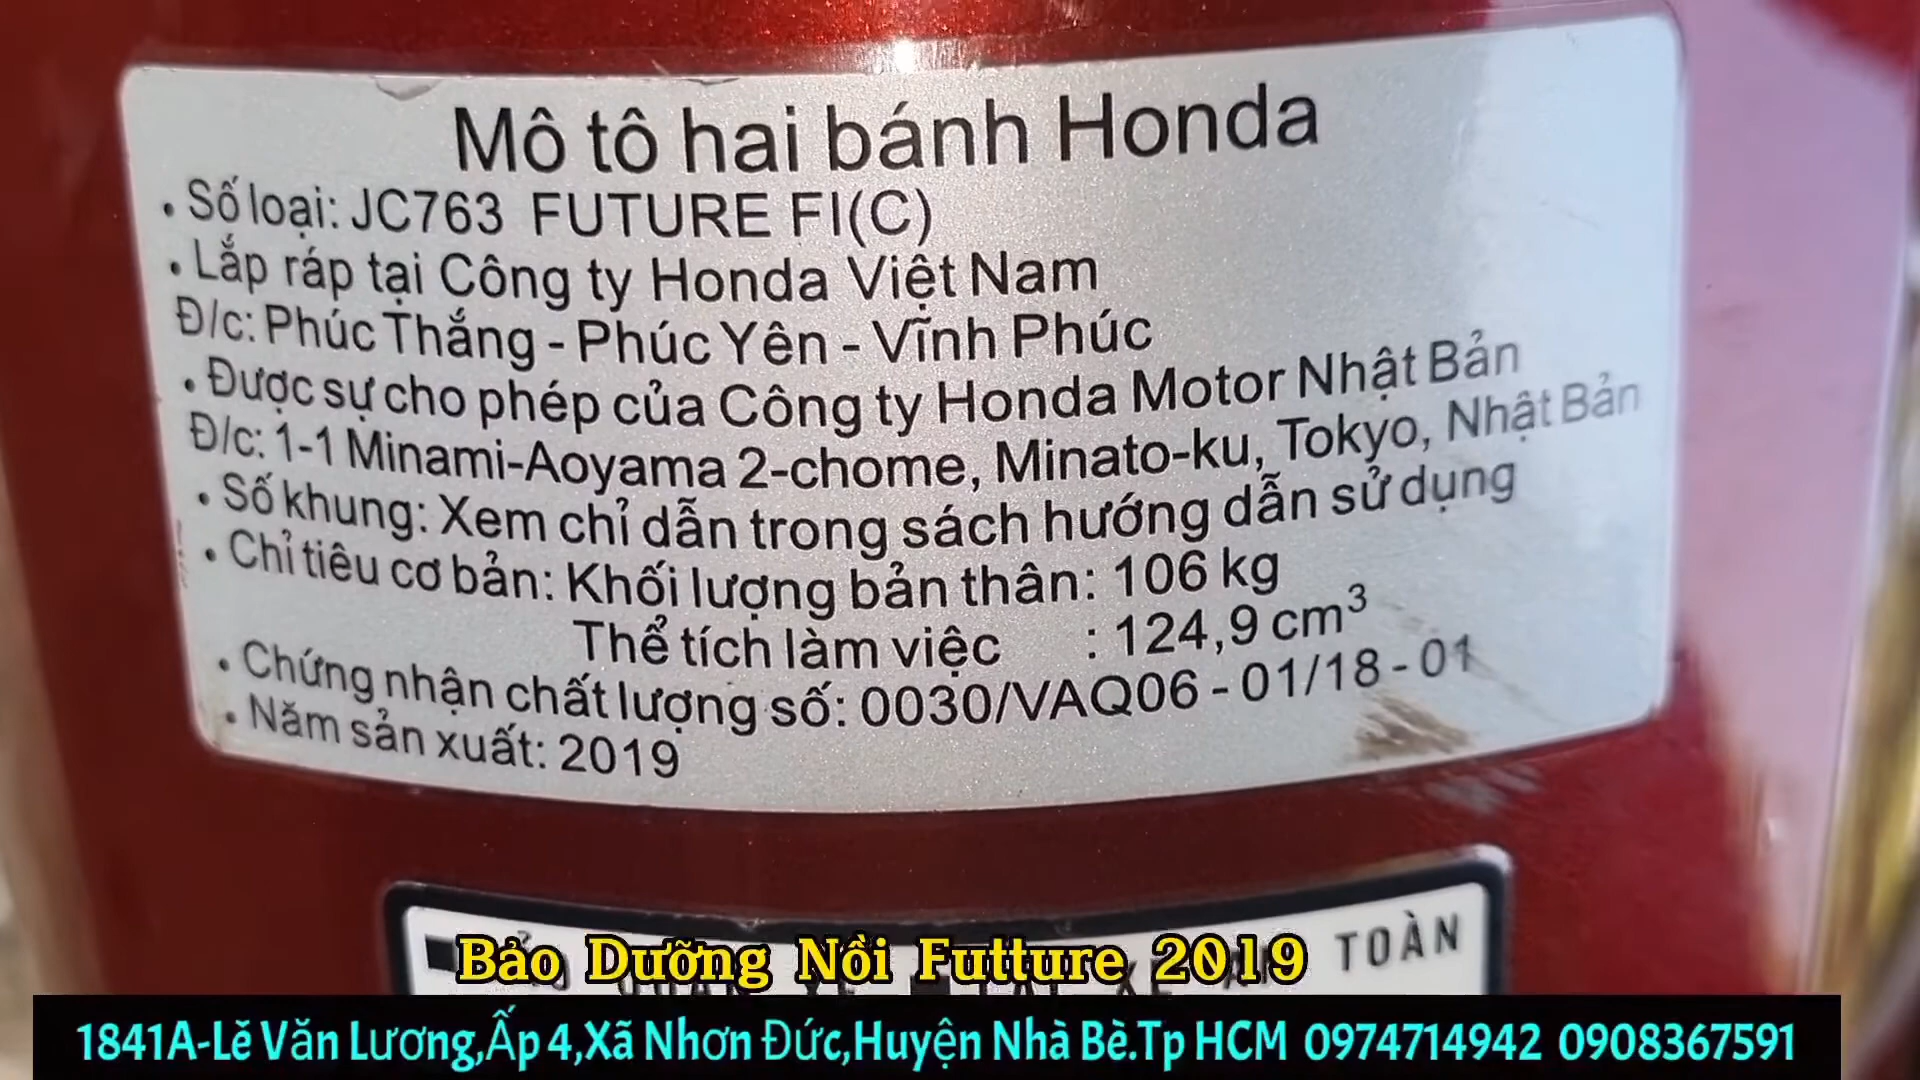 Mô tô hai bánh Honda
• Số loại: JC763 FUTURE FI(C)
• Lắp ráp tại Công ty Honda Việt Nam
Đ/c: Phúc Thắng - Phúc Yên - Vĩnh Phúc
• Được sự cho phép của Công ty Honda Motor Nhật Bản
Đ/c: 1-1 Minami-Aoyama 2-chome, Minato-ku, Tokyo, Nhật Bản
• Số khung: Xem chỉ dẫn trong sách hướng dẫn sử dụng
• Chỉ tiêu cơ bản: Khối lượng bản thân: 106 kg
Thể tích làm việc : 124,9 cm³
• Chứng nhận chất lượng số: 0030/VAQ06 - 01/18 - 01
• Năm sản xuất: 2019
TOÀN
Bảo Dưỡng Nồi Futture 2019
1841A-Lê Văn Lương,Ấp 4,Xã Nhơn Đức,Huyện Nhà Bè.Tp HCM 0974714942 0908367591